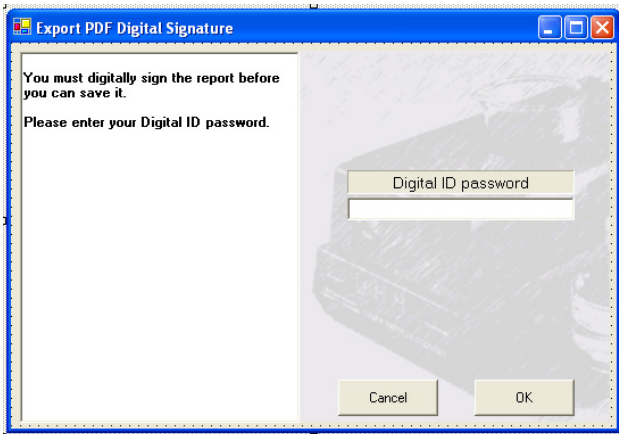 Export PDF Digital Signature
You must digitally sign the report before
you can save it.
Please enter your Digital ID password.
Digital ID password
Cancel
OK